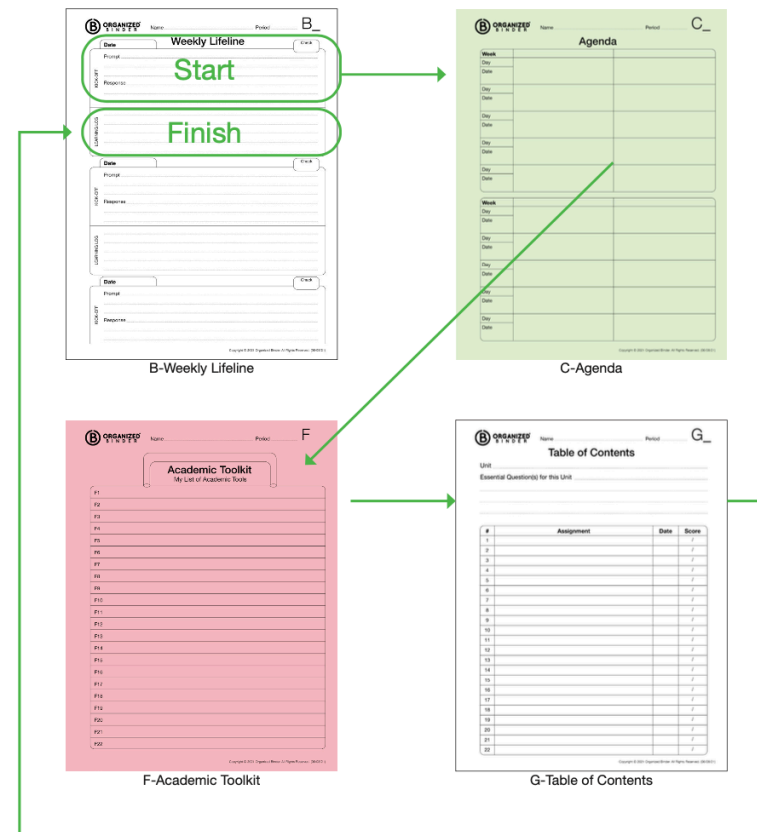 B ORGANIZED BINDER Name Period B_
Weekly Lifeline
Date Check
Prompt
Start
KICK-OFF
Response
LEARNING LOG
Finish
Date Check
Prompt
KICK-OFF
Response
LEARNING LOG
Date Check
Prompt
KICK-OFF
Response
B-Weekly Lifeline
B ORGANIZED BINDER Name Period C_
Agenda
Week
Day
Date
Day
Date
Day
Date
Day
Date
Day
Date
Week
Day
Date
Day
Date
Day
Date
Day
Date
Day
Date
C-Agenda
B ORGANIZED BINDER Name Period F
Academic Toolkit
My List of Academic Tools
F1
F2
F3
F4
F5
F6
F7
F8
F9
F10
F11
F12
F13
F14
F15
F16
F17
F18
F19
F20
F21
F22
F-Academic Toolkit
B ORGANIZED BINDER Name Period G_
Table of Contents
Unit
Essential Question(s) for this Unit
# Assignment Date Score
1 /
2 /
3 /
4 /
5 /
6 /
7 /
8 /
9 /
10 /
11 /
12 /
13 /
14 /
15 /
16 /
17 /
18 /
19 /
20 /
21 /
22 /
G-Table of Contents